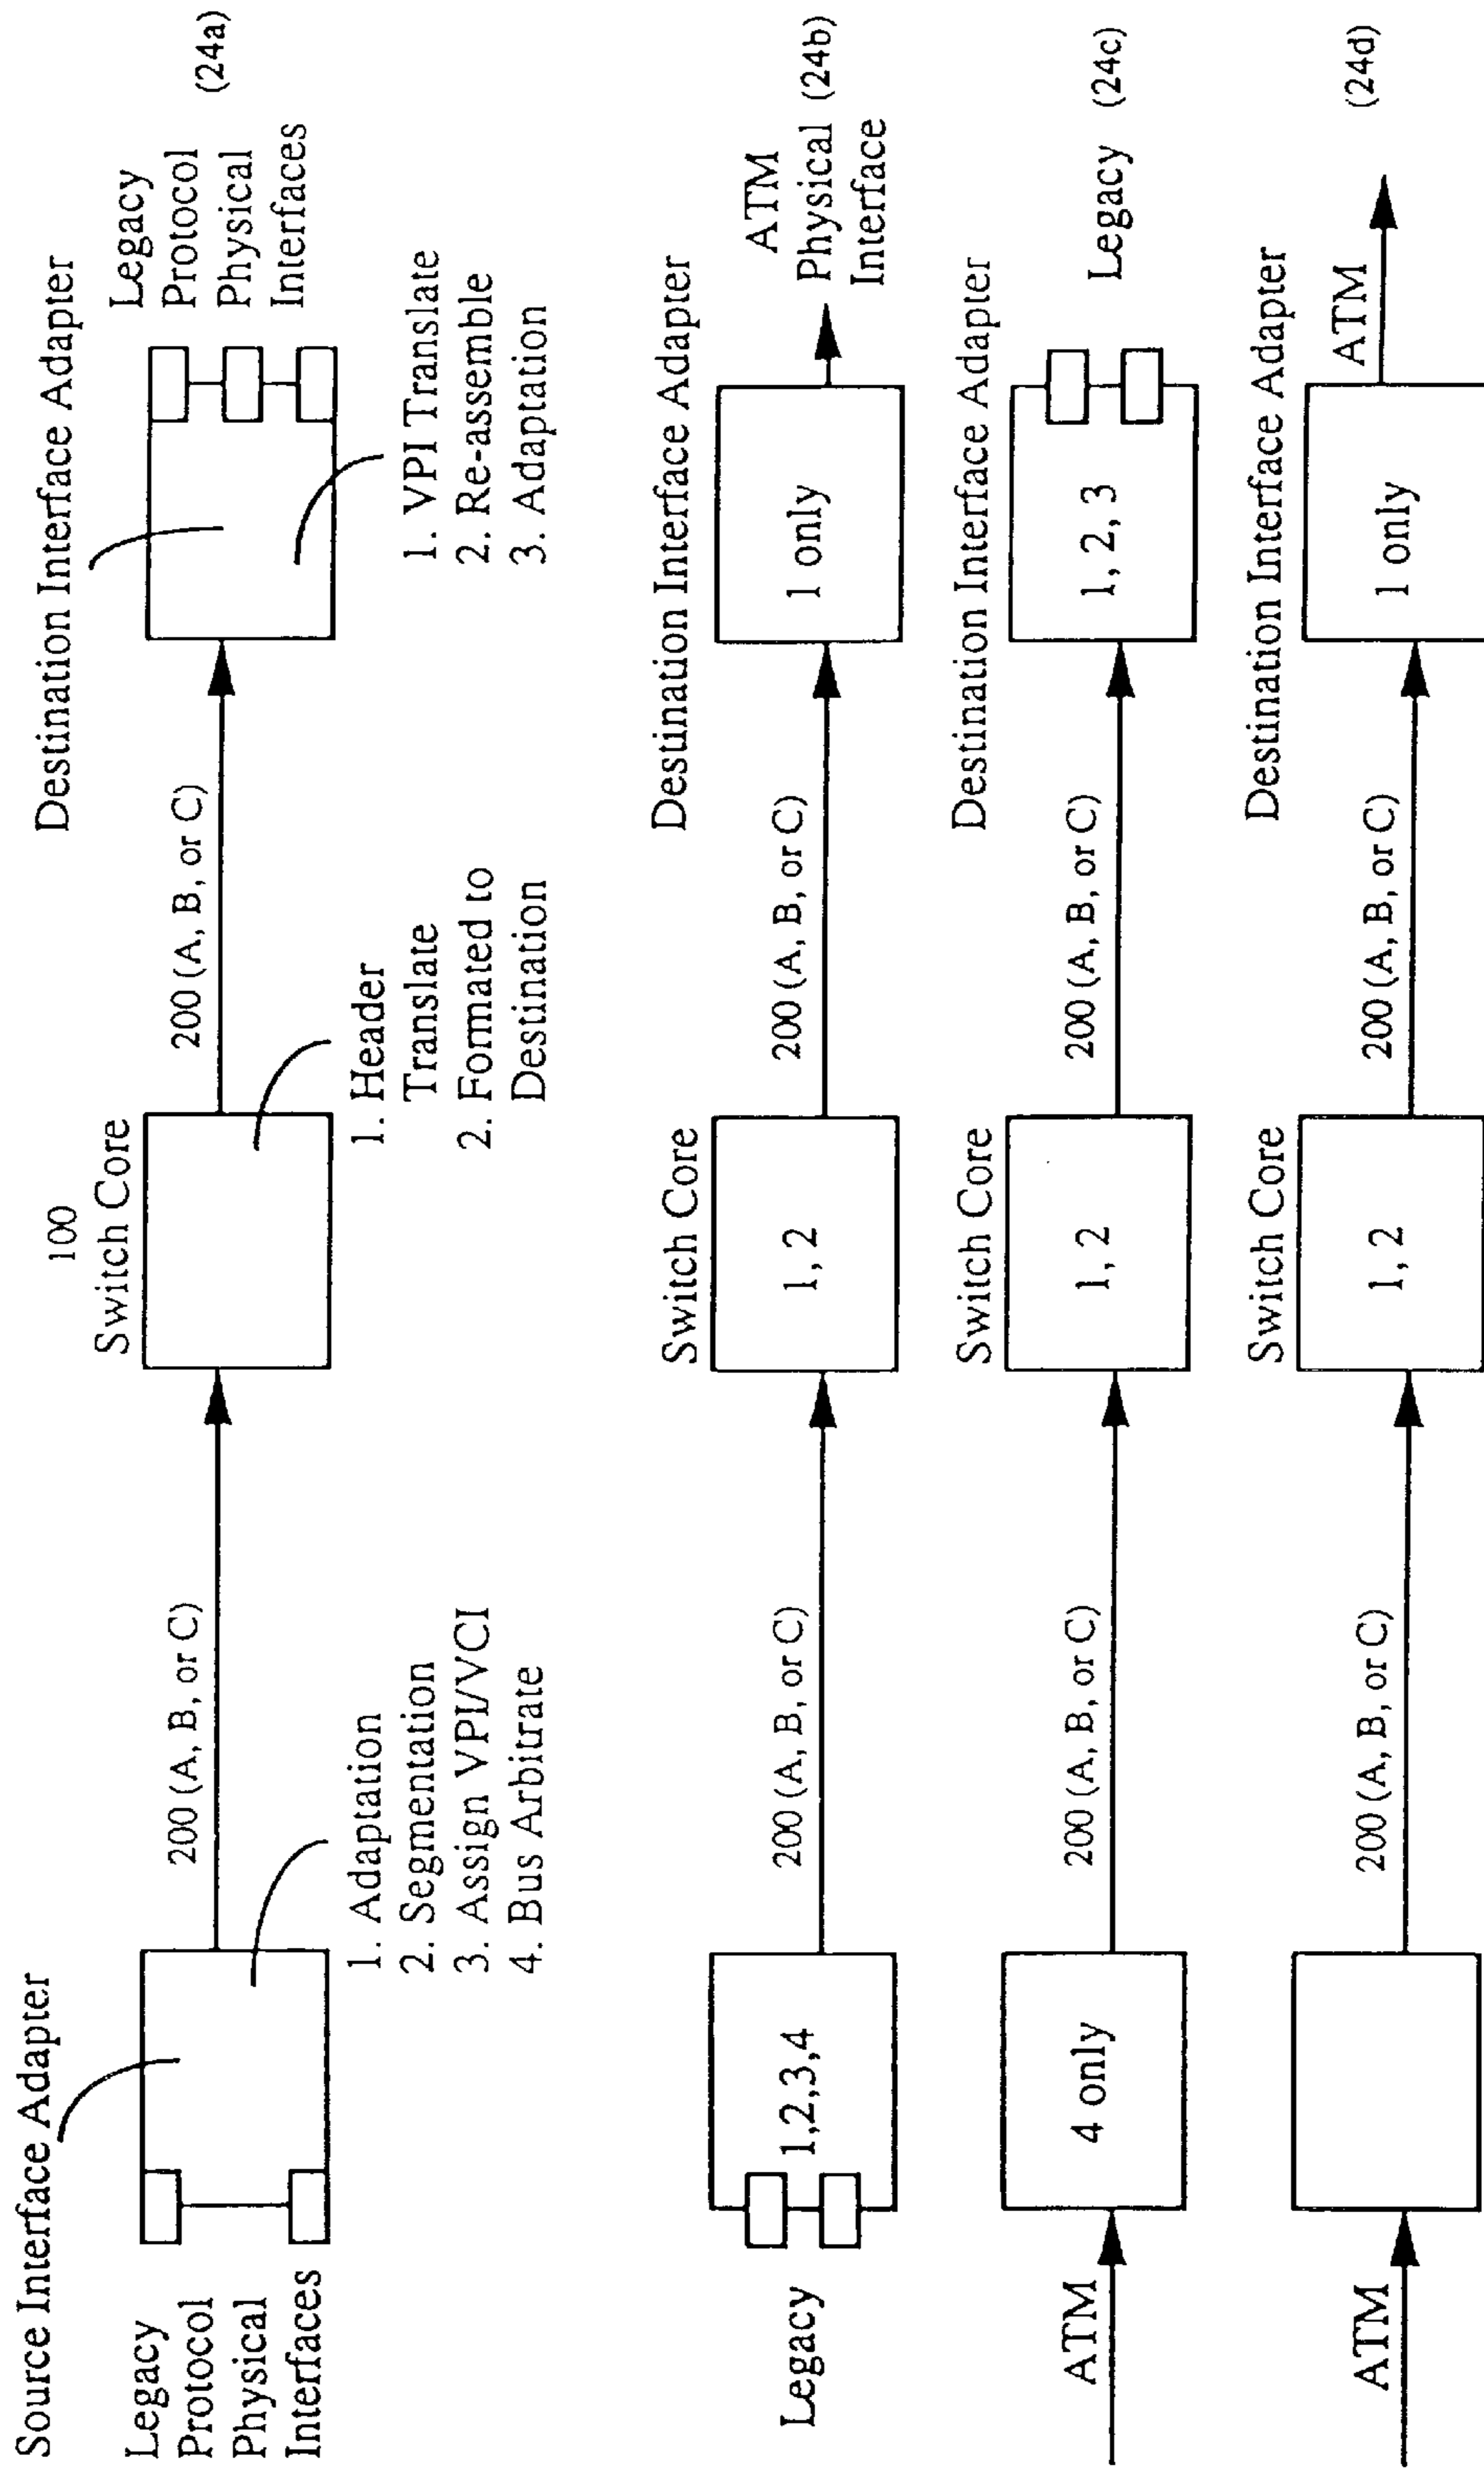 Source Interface Adapter
Legacy
Protocol
Physical
Interfaces
1. Adaptation
2. Segmentation
3. Assign VPI/VCI
4. Bus Arbitrate
200 (A, B, or C)
100
Switch Core
1. Header
Translate
2. Formated to
Destination
200 (A, B, or C)
Destination Interface Adapter
1. VPI Translate
2. Re-assemble
3. Adaptation
Legacy
Protocol
Physical
Interfaces
(24a)
Legacy
1,2,3,4
200 (A, B, or C)
Switch Core
1, 2
200 (A, B, or C)
Destination Interface Adapter
1 only
ATM
Physical
Interface
(24b)
ATM
4 only
200 (A, B, or C)
Switch Core
1, 2
200 (A, B, or C)
Destination Interface Adapter
1, 2, 3
Legacy
(24c)
ATM
200 (A, B, or C)
Switch Core
1, 2
200 (A, B, or C)
Destination Interface Adapter
1 only
ATM
(24d)